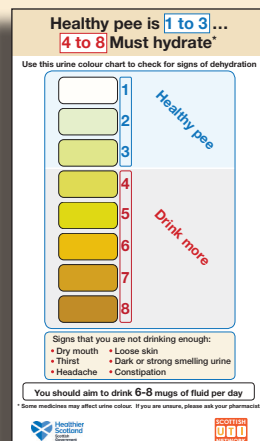 Healthy pee is 1 to 3 ...
4 to 8 Must hydrate*
Use this urine colour chart to check for signs of dehydration
1
2
3
Healthy pee
4
5
6
7
8
Drink more
Signs that you are not drinking enough:
• Dry mouth • Loose skin
• Thirst • Dark or strong smelling urine
• Headache • Constipation
You should aim to drink 6-8 mugs of fluid per day
* Some medicines may affect urine colour. If you are unsure, please ask your pharmacist
Healthier
Scotland
Scottish
Government
SCOTTISH
UTI